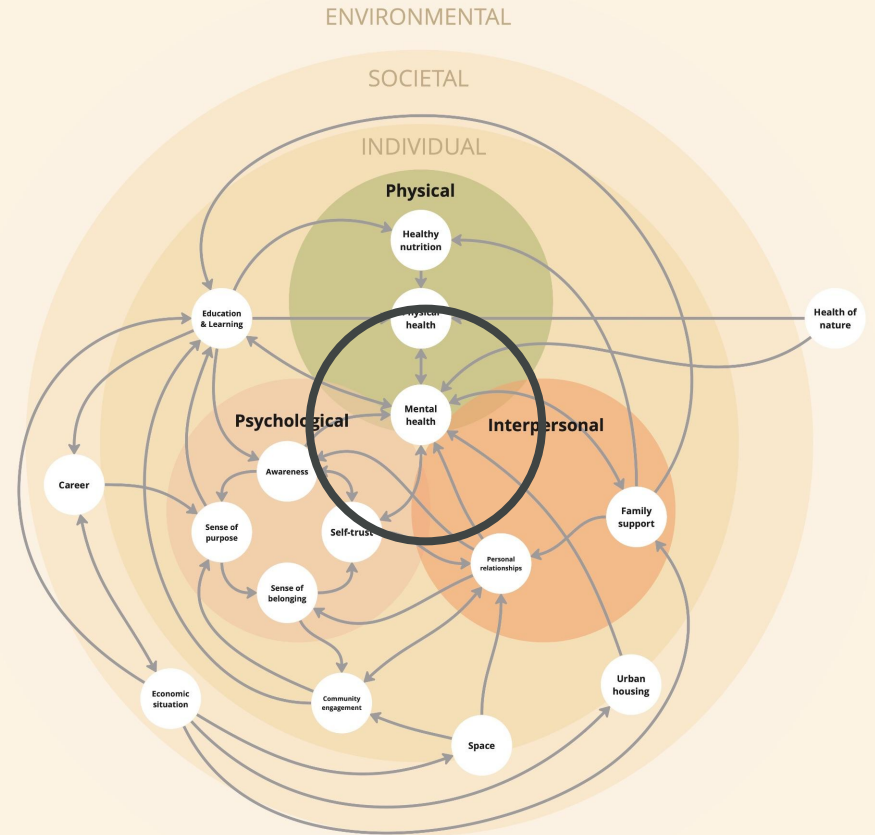 ENVIRONMENTAL
SOCIETAL
INDIVIDUAL
Physical
Healthy
nutrition
Education
& Learning
Physical
health
Health of
nature
Mental
health
Psychological
Interpersonal
Awareness
Career
Sense of
purpose
Self-trust
Family
support
Personal
relationships
Sense of
belonging
Urban
housing
Economic
situation
Community
engagement
Space